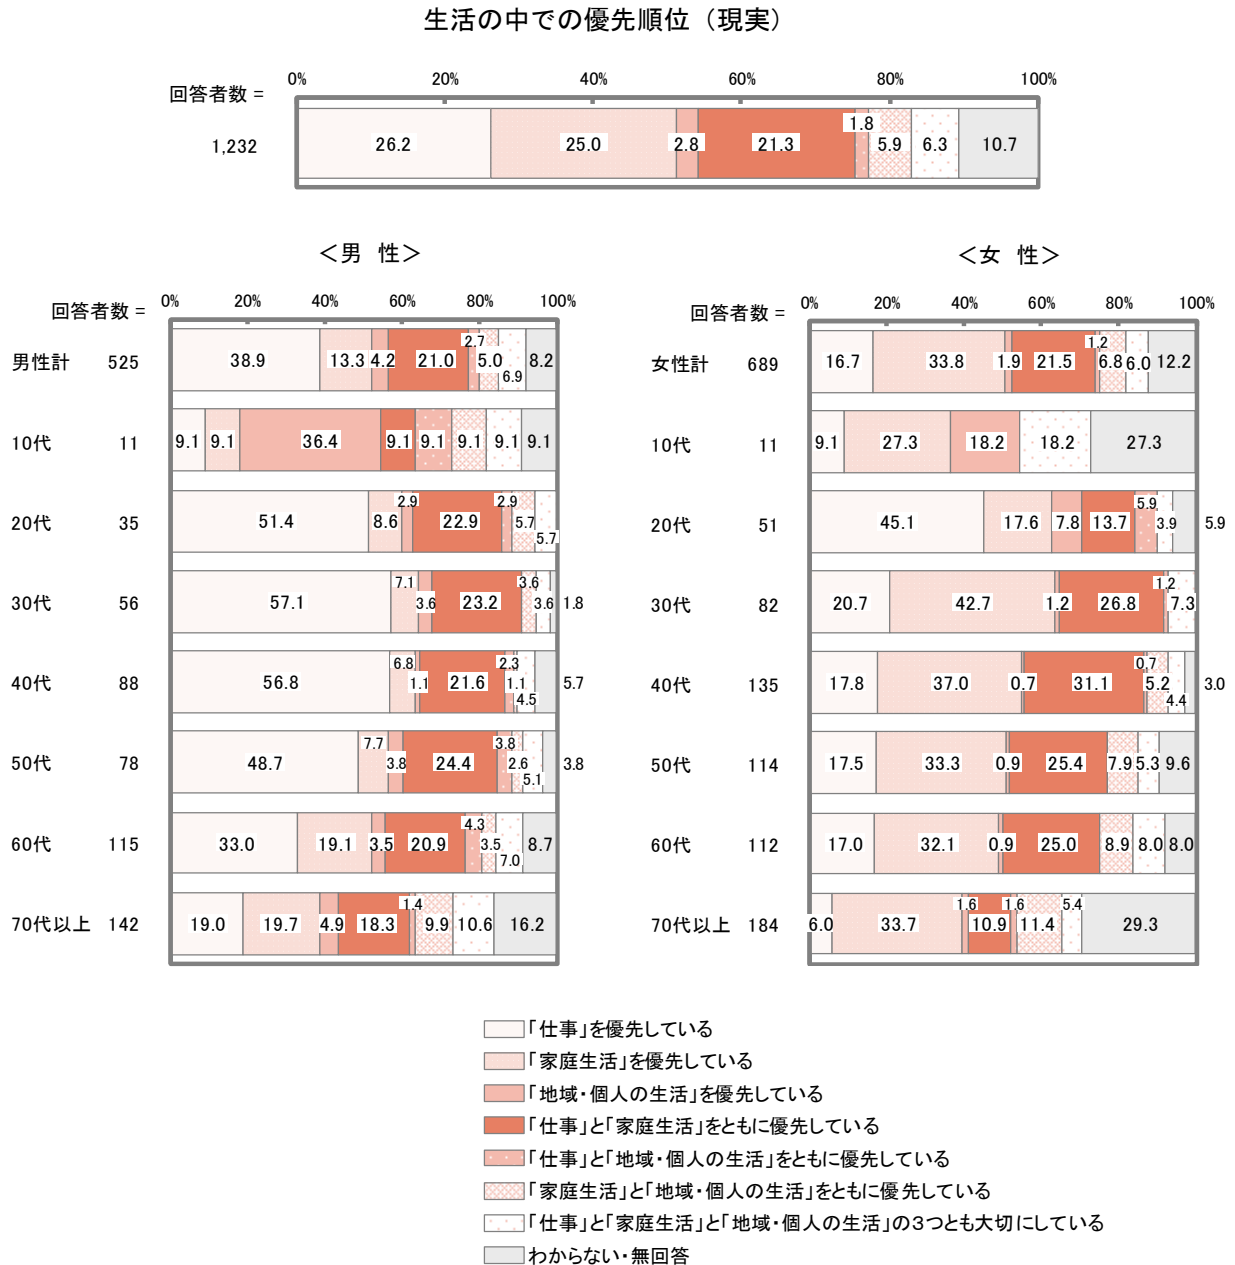 生活の中での優先順位（現実）
0% 20% 40% 60% 80% 100%
回答者数 =
1,232 26.2 25.0 2.8 21.3 1.8 5.9 6.3 10.7
＜男 性＞
0% 20% 40% 60% 80% 100%
回答者数 =
男性計 525 38.9 13.3 4.2 21.0 2.7 5.0 6.9 8.2
10代 11 9.1 9.1 36.4 9.1 9.1 9.1 9.1 9.1
20代 35 51.4 8.6 2.9 22.9 2.9 5.7 5.7
30代 56 57.1 7.1 3.6 23.2 3.6 3.6 1.8
40代 88 56.8 6.8 1.1 21.6 2.3 1.1 4.5 5.7
50代 78 48.7 7.7 3.8 24.4 3.8 2.6 5.1 3.8
60代 115 33.0 19.1 3.5 20.9 4.3 3.5 7.0 8.7
70代以上 142 19.0 19.7 4.9 18.3 1.4 9.9 10.6 16.2
＜女 性＞
0% 20% 40% 60% 80% 100%
回答者数 =
女性計 689 16.7 33.8 1.9 21.5 1.2 6.8 6.0 12.2
10代 11 9.1 27.3 18.2 18.2 27.3
20代 51 45.1 17.6 7.8 13.7 5.9 3.9 5.9
30代 82 20.7 42.7 1.2 26.8 1.2 7.3
40代 135 17.8 37.0 0.7 31.1 0.7 5.2 4.4 3.0
50代 114 17.5 33.3 0.9 25.4 7.9 5.3 9.6
60代 112 17.0 32.1 0.9 25.0 8.9 8.0 8.0
70代以上 184 6.0 33.7 1.6 10.9 1.6 11.4 5.4 29.3
「仕事」を優先している
「家庭生活」を優先している
「地域・個人の生活」を優先している
「仕事」と「家庭生活」をともに優先している
「仕事」と「地域・個人の生活」をともに優先している
「家庭生活」と「地域・個人の生活」をともに優先している
「仕事」と「家庭生活」と「地域・個人の生活」の３つとも大切にしている
わからない・無回答